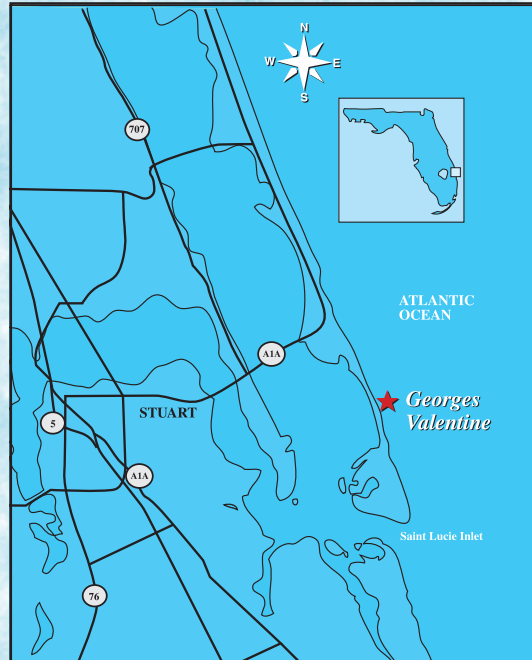 N
W E
S
707
ATLANTIC
OCEAN
A1A
Georges
Valentine
STUART
5
A1A
Saint Lucie Inlet
76